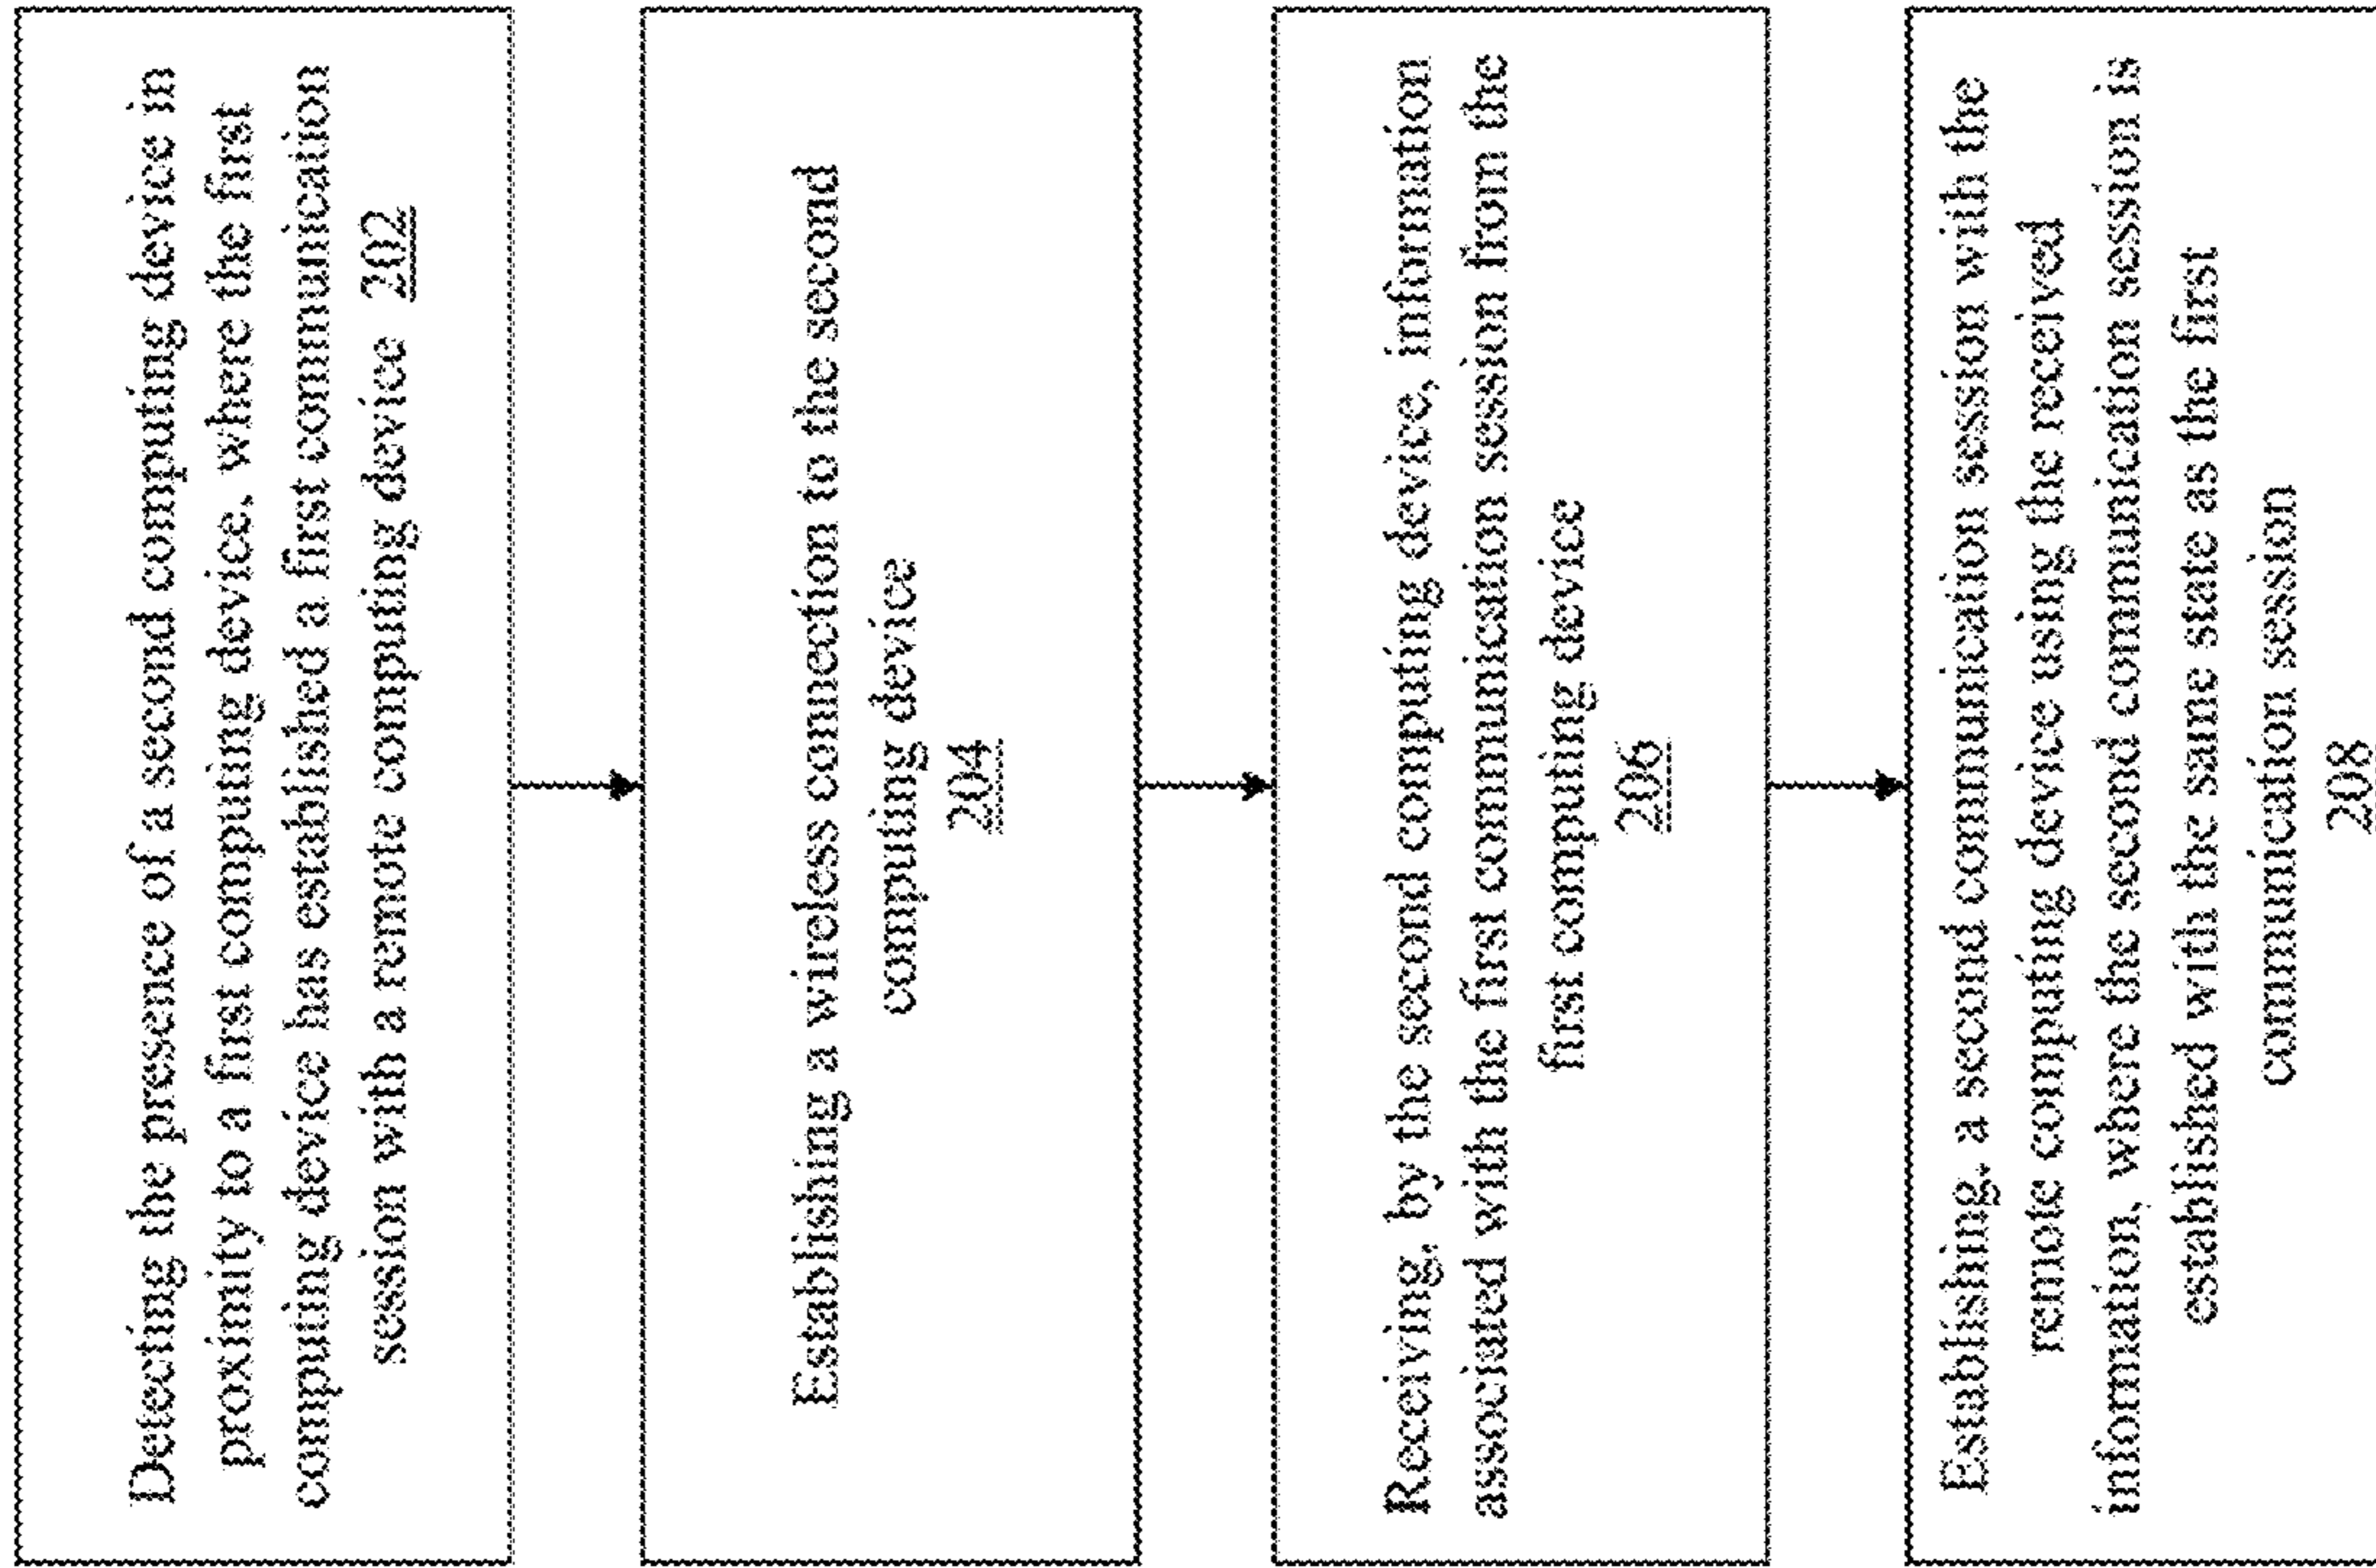 Detecting the presence of a second computing device in
proximity to a first computing device, where the first
computing device has established a first communication
session with a remote computing device 202
Establishing a wireless connection to the second
computing device
204
Receiving, by the second computing device, information
associated with the first communication session from the
first computing device
206
Establishing, a second communication session with the
remote computing device using the received
information, where the second communication session is
established with the same state as the first
communication session
208